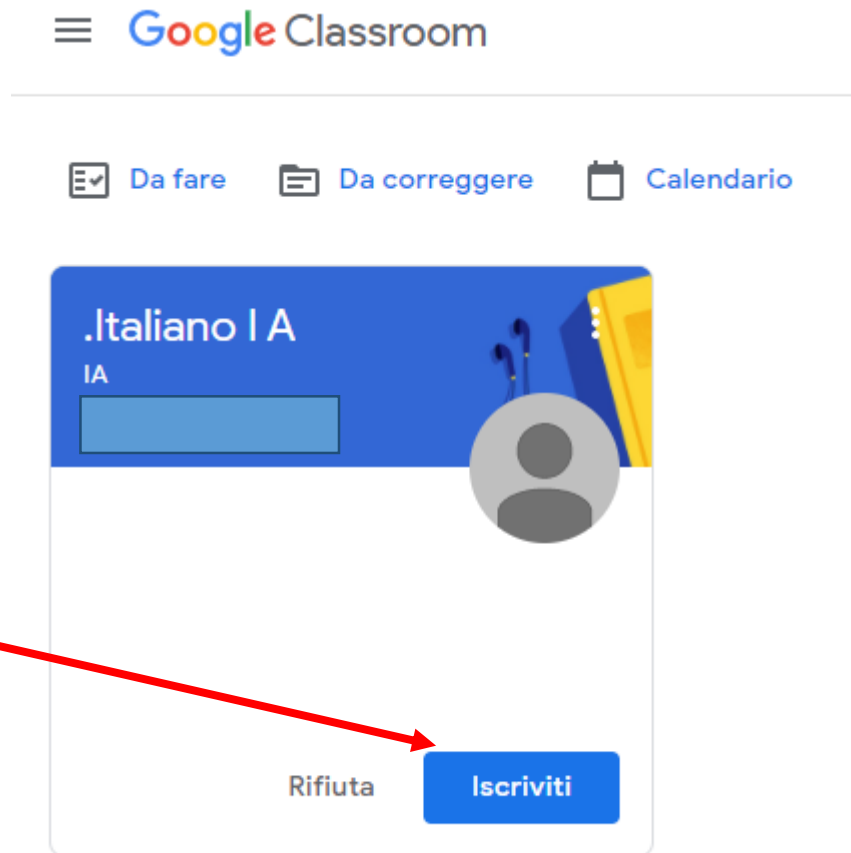 Google Classroom
Da fare Da correggere Calendario
.Italiano I A
IA
Rifiuta Iscriviti